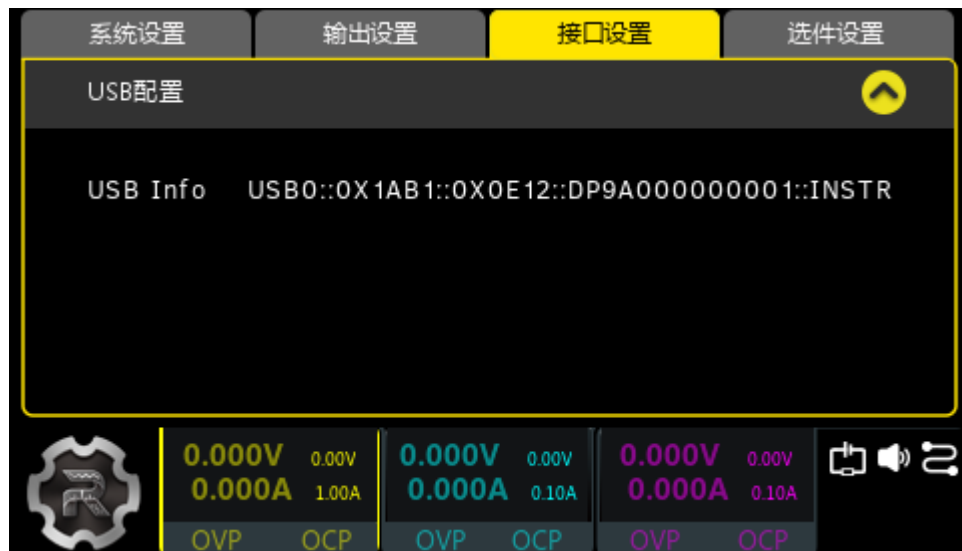 系统设置 输出设置 接口设置 选件设置
USB配置
USB Info USB0::0X1AB1::0X0E12::DP9A000000001::INSTR
0.000V 0.00V 0.000V 0.00V 0.000V 0.00V
0.000A 1.00A 0.000A 0.10A 0.000A 0.10A
OVP OCP OVP OCP OVP OCP